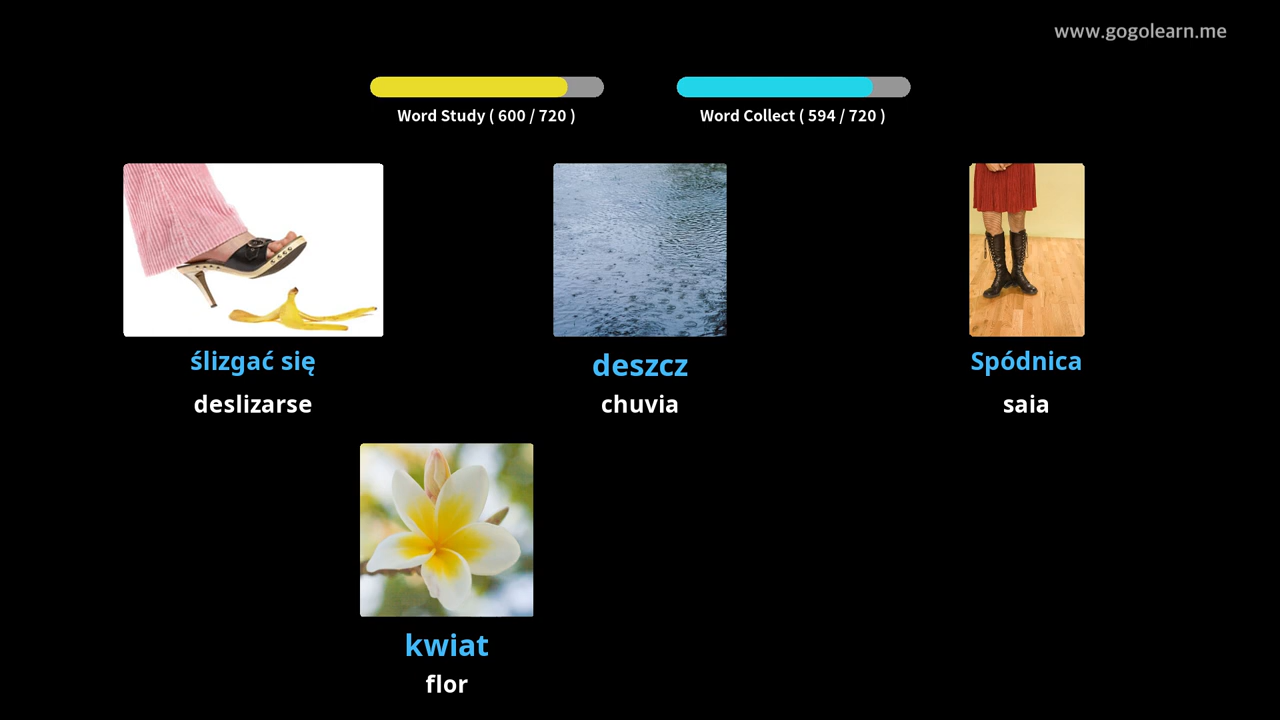 www.gogolearn.me
Word Study ( 600 / 720 )
Word Collect ( 594 / 720 )
ślizgać się
deslizarse
deszcz
chuvia
Spódnica
saia
kwiat
flor